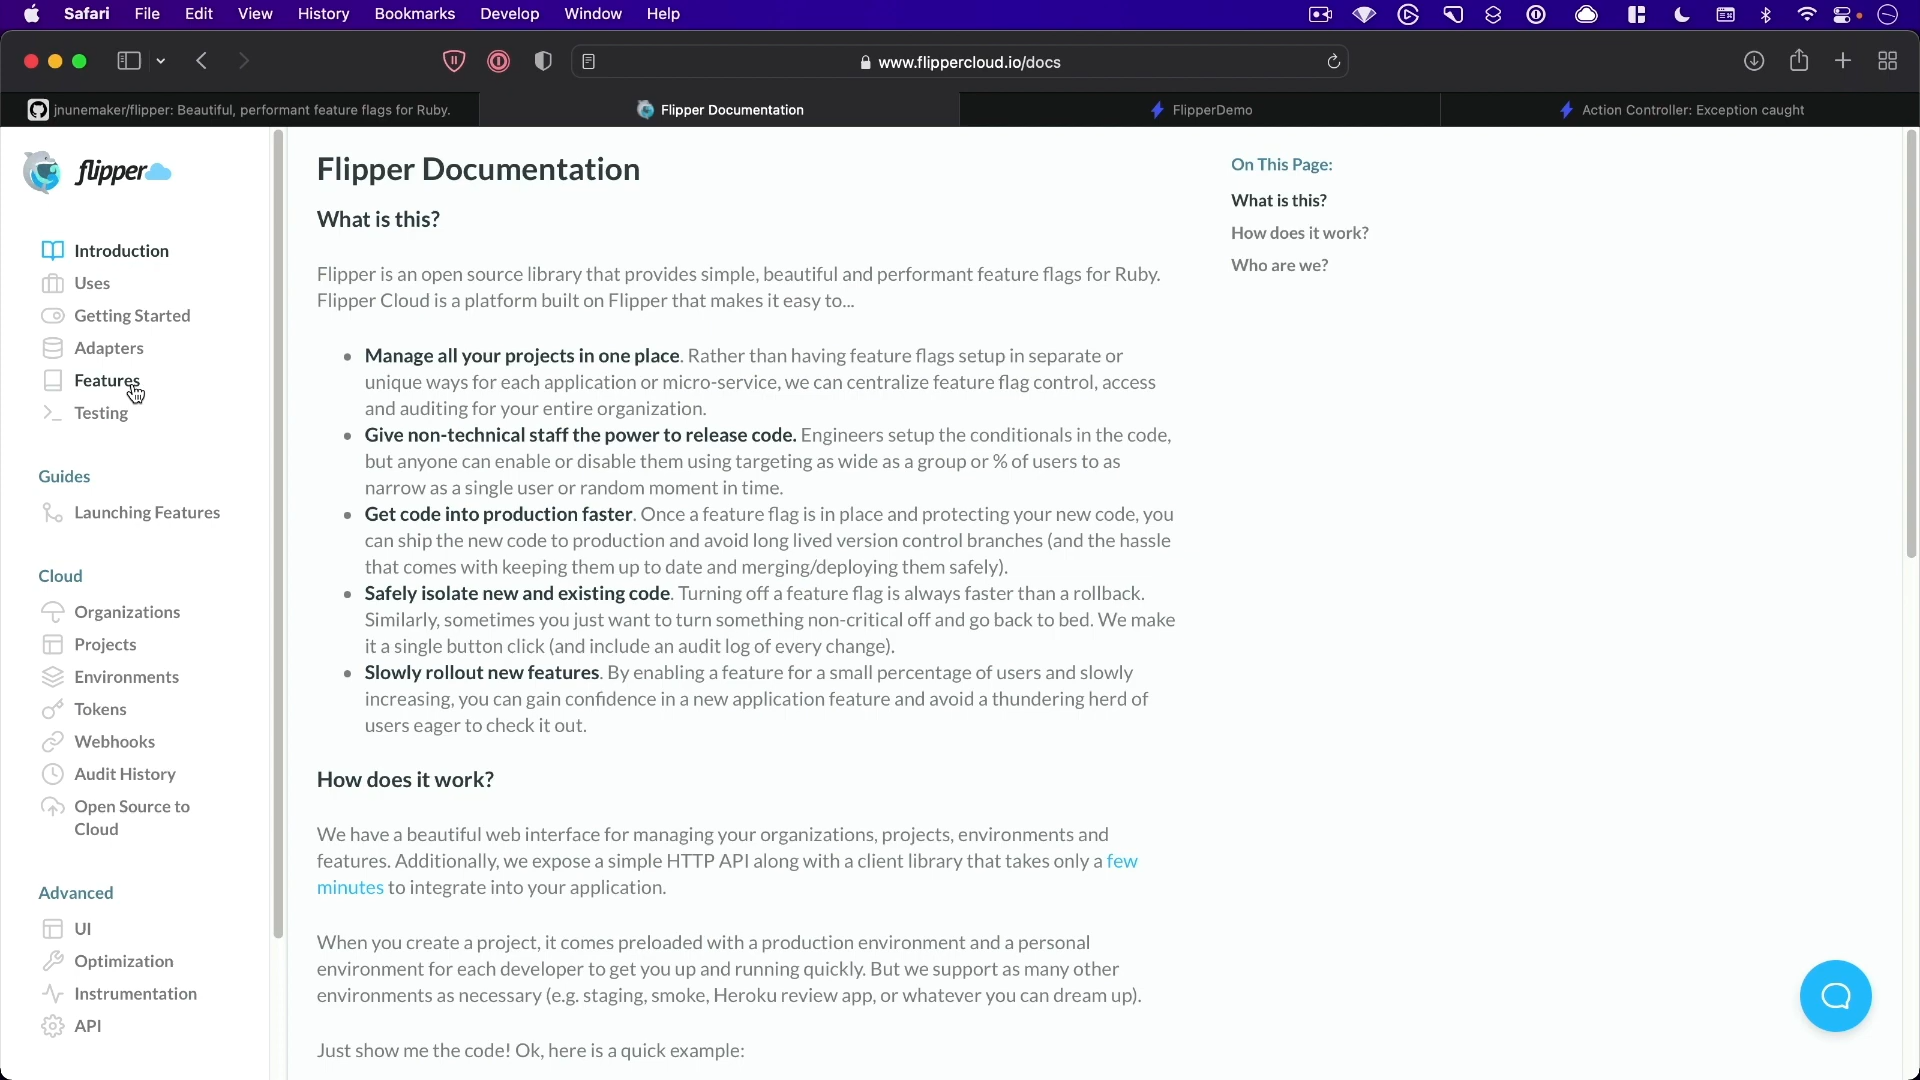 Safari File Edit View History Bookmarks Develop Window Help
www.flippercloud.io/docs
jnunemaker/flipper: Beautiful, performant feature flags for Ruby.
Flipper Documentation
FlipperDemo
Action Controller: Exception caught
flipper
Introduction
Uses
Getting Started
Adapters
Features
Testing
Guides
Launching Features
Cloud
Organizations
Projects
Environments
Tokens
Webhooks
Audit History
Open Source to
Cloud
Advanced
UI
Optimization
Instrumentation
API
Flipper Documentation
What is this?
Flipper is an open source library that provides simple, beautiful and performant feature flags for Ruby.
Flipper Cloud is a platform built on Flipper that makes it easy to...
• Manage all your projects in one place. Rather than having feature flags setup in separate or
unique ways for each application or micro-service, we can centralize feature flag control, access
and auditing for your entire organization.
• Give non-technical staff the power to release code. Engineers setup the conditionals in the code,
but anyone can enable or disable them using targeting as wide as a group or % of users to as
narrow as a single user or random moment in time.
• Get code into production faster. Once a feature flag is in place and protecting your new code, you
can ship the new code to production and avoid long lived version control branches (and the hassle
that comes with keeping them up to date and merging/deploying them safely).
• Safely isolate new and existing code. Turning off a feature flag is always faster than a rollback.
Similarly, sometimes you just want to turn something non-critical off and go back to bed. We make
it a single button click (and include an audit log of every change).
• Slowly rollout new features. By enabling a feature for a small percentage of users and slowly
increasing, you can gain confidence in a new application feature and avoid a thundering herd of
users eager to check it out.
How does it work?
We have a beautiful web interface for managing your organizations, projects, environments and
features. Additionally, we expose a simple HTTP API along with a client library that takes only a few
minutes to integrate into your application.
When you create a project, it comes preloaded with a production environment and a personal
environment for each developer to get you up and running quickly. But we support as many other
environments as necessary (e.g. staging, smoke, Heroku review app, or whatever you can dream up).
Just show me the code! Ok, here is a quick example:
On This Page:
What is this?
How does it work?
Who are we?